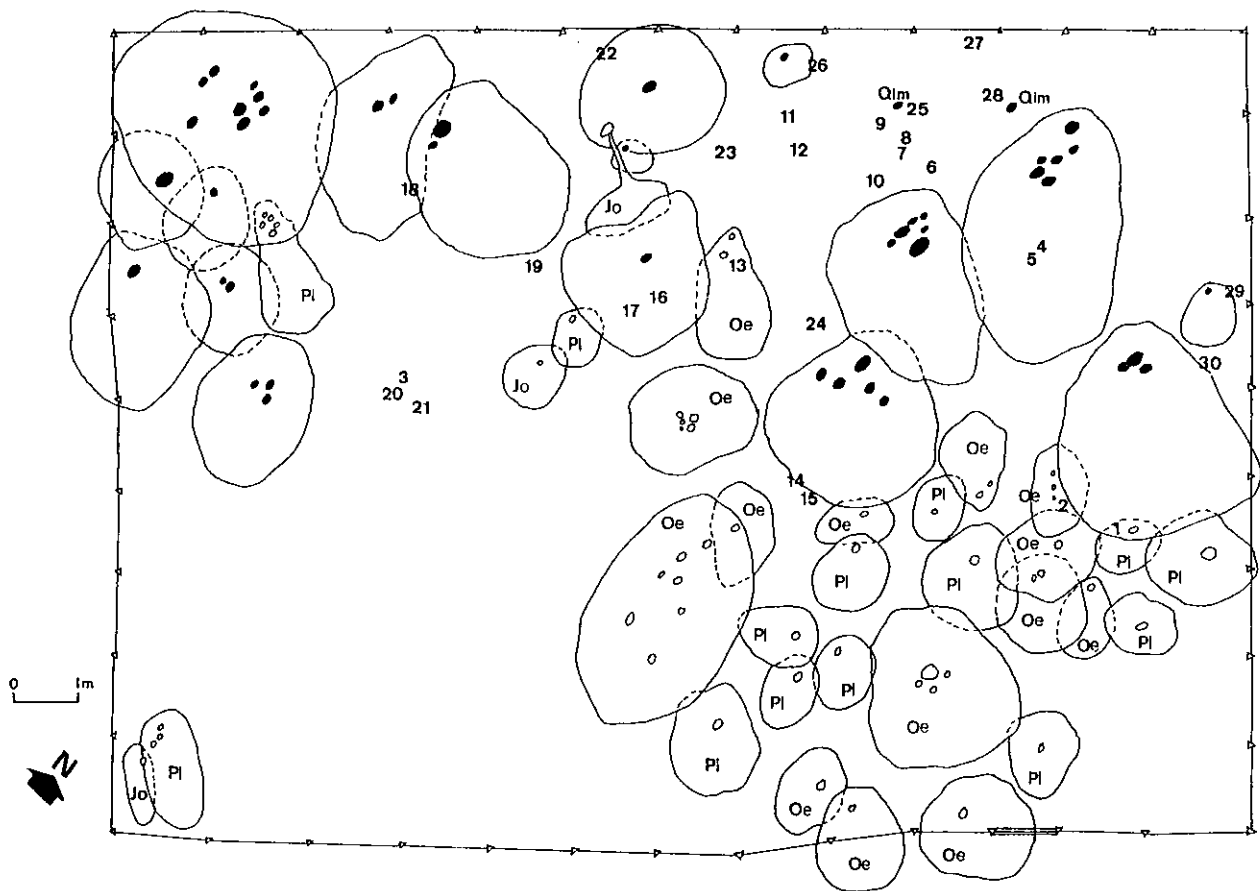 27
22
26
Qlm 25 28 Qlm
11
9
8
23 12 7
6
10
18
Jo
4
19 13 5
Pl 17 16 29
Oe 24
Pl
30
3 Jo
20 21 Oe
Oe
14
15 Pl Oe 2
Oe Oe Oe
1
Oe
Pl Pl Pl Pl
Oe
Pl Oe Pl
0 1m
Pl Pl
Oe
N
Pl Pl Pl
Jo
Oe
Oe Oe